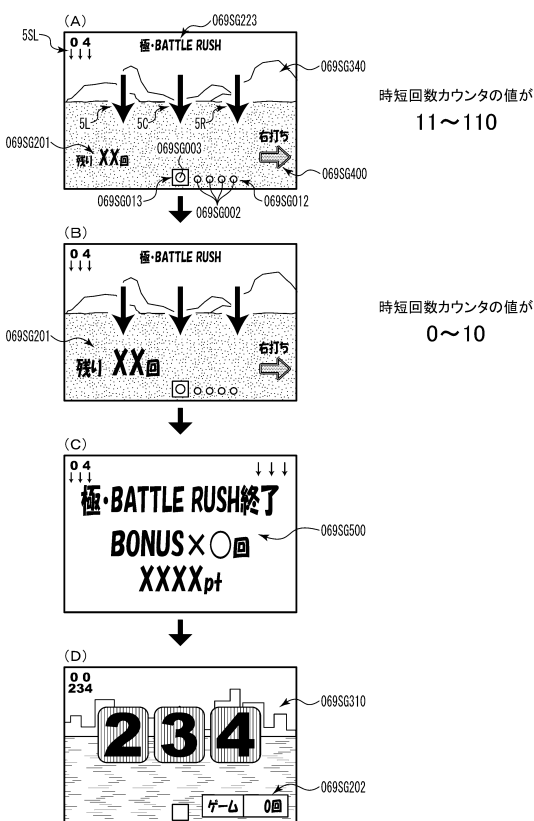 (A)
069SG223
5SL
0 4
極・BATTLE RUSH
069SG340
時短回数カウンタの値が
11～110
5L
5C
5R
069SG201
残り XX回
069SG003
右打ち
069SG400
069SG013
069SG002
069SG012
(B)
0 4
極・BATTLE RUSH
時短回数カウンタの値が
0～10
069SG201
残り XX回
右打ち
(C)
0 4
極・BATTLE RUSH終了
BONUS×○回
XXXXpt
069SG500
(D)
0 0
234
2 3 4
069SG310
069SG202
ゲーム 0回